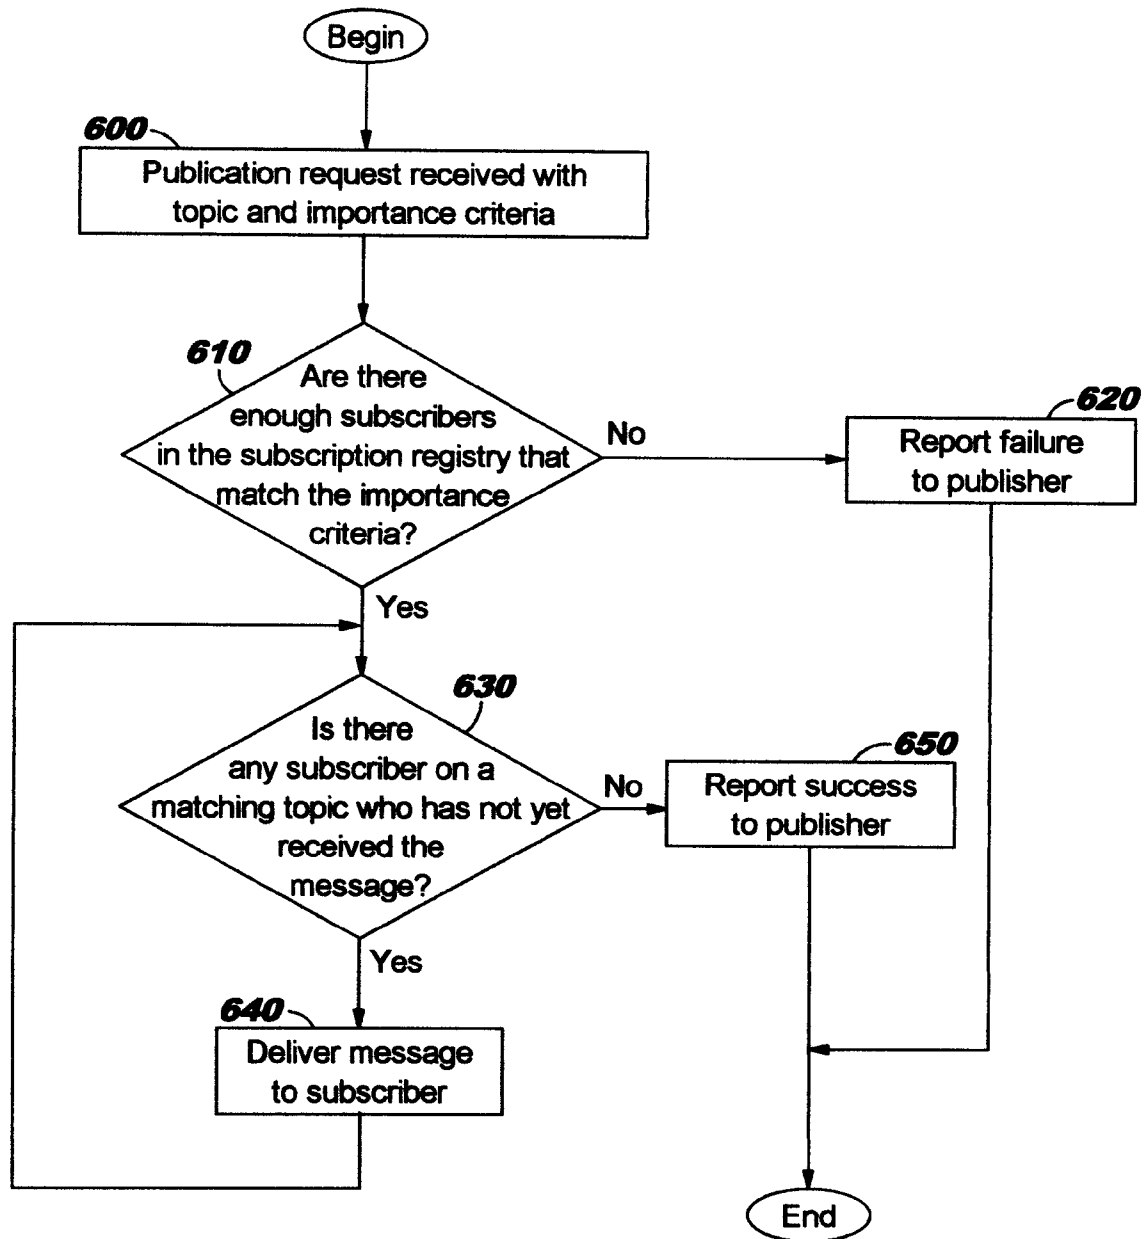 Begin
600
Publication request received with
topic and importance criteria
610
Are there
enough subscribers
in the subscription registry that
match the importance
criteria?
No
620
Report failure
to publisher
Yes
630
Is there
any subscriber on a
matching topic who has not yet
received the
message?
No
650
Report success
to publisher
Yes
640
Deliver message
to subscriber
End